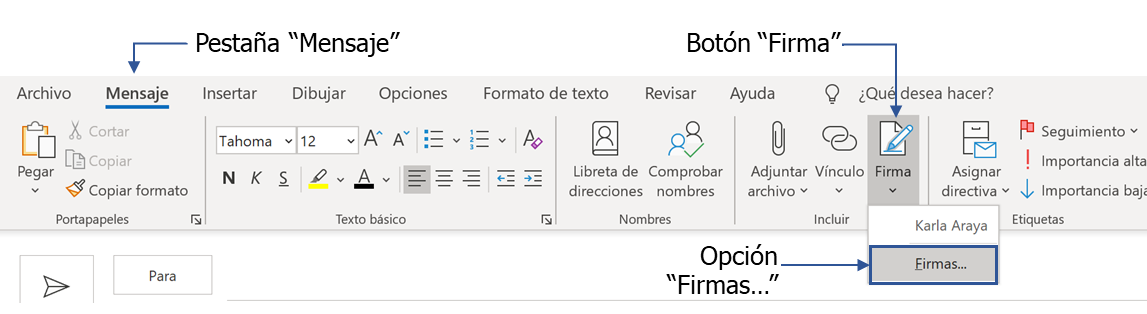 Pestaña “Mensaje”
Botón “Firma”
Archivo
Mensaje
Insertar
Dibujar
Opciones
Formato de texto
Revisar
Ayuda
¿Qué desea hacer?
Pegar
Cortar
Copiar
Copiar formato
Portapapeles
Tahoma
12
N K S
A
Texto básico
Libreta de
direcciones
Comprobar
nombres
Nombres
Adjuntar
archivo
Vínculo
Firma
Incluir
Asignar
directiva
Seguimiento
Importancia alta
Importancia baja
Etiquetas
Karla Araya
Opción
“Firmas…”
Firmas...
Para